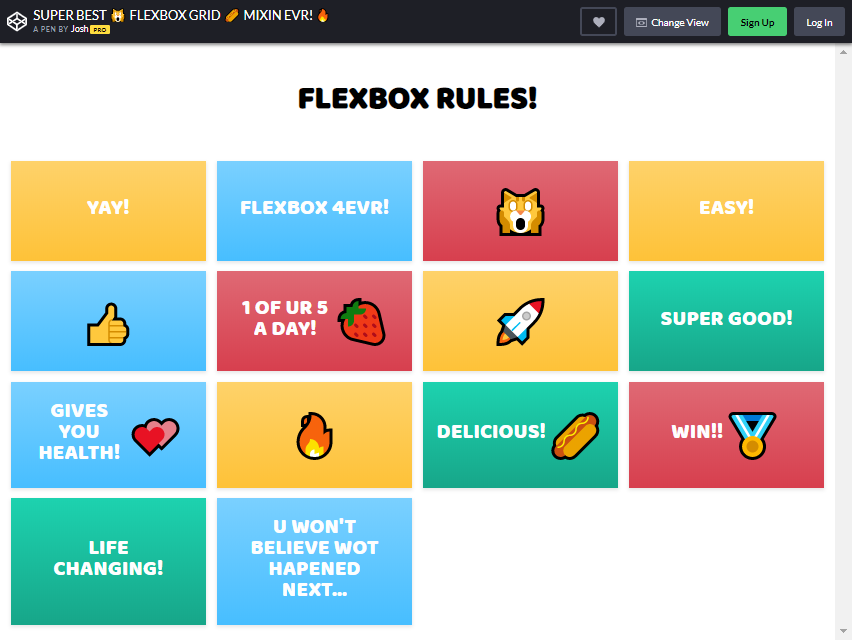 SUPER BEST 🙀 FLEXBOX GRID 🌭 MIXIN EVR! 🔥
A PEN BY Josh PRO
Change View
Sign Up
Log In
FLEXBOX RULES!
YAY!
FLEXBOX 4EVR!
EASY!
1 OF UR 5
A DAY!
SUPER GOOD!
GIVES
YOU
HEALTH!
DELICIOUS!
WIN!!
LIFE
CHANGING!
U WON'T
BELIEVE WOT
HAPENED
NEXT...